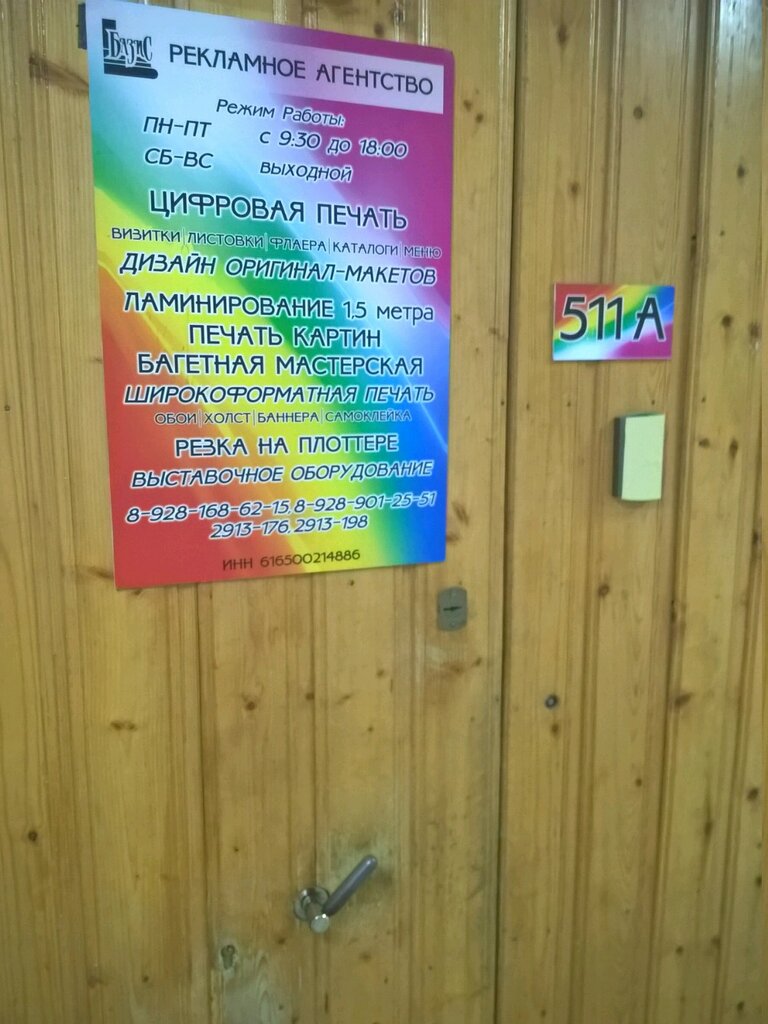 БАЗИС
РЕКЛАМНОЕ АГЕНТСТВО
Режим Работы:
ПН-ПТ с 9:30 до 18:00
СБ-ВС выходной
ЦИФРОВАЯ ПЕЧАТЬ
ВИЗИТКИ|ЛИСТОВКИ|ФЛАЕРА|КАТАЛОГИ|МЕНЮ
ДИЗАЙН ОРИГИНАЛ-МАКЕТОВ
ЛАМИНИРОВАНИЕ 1,5 метра
ПЕЧАТЬ КАРТИН
БАГЕТНАЯ МАСТЕРСКАЯ
ШИРОКОФОРМАТНАЯ ПЕЧАТЬ
ОБОИ|ХОЛСТ|БАННЕРА|САМОКЛЕЙКА
РЕЗКА НА ПЛОТТЕРЕ
ВЫСТАВОЧНОЕ ОБОРУДОВАНИЕ
8-928-168-62-15, 8-928-901-25-51
2913-176, 2913-198
ИНН 616500214886
511 А